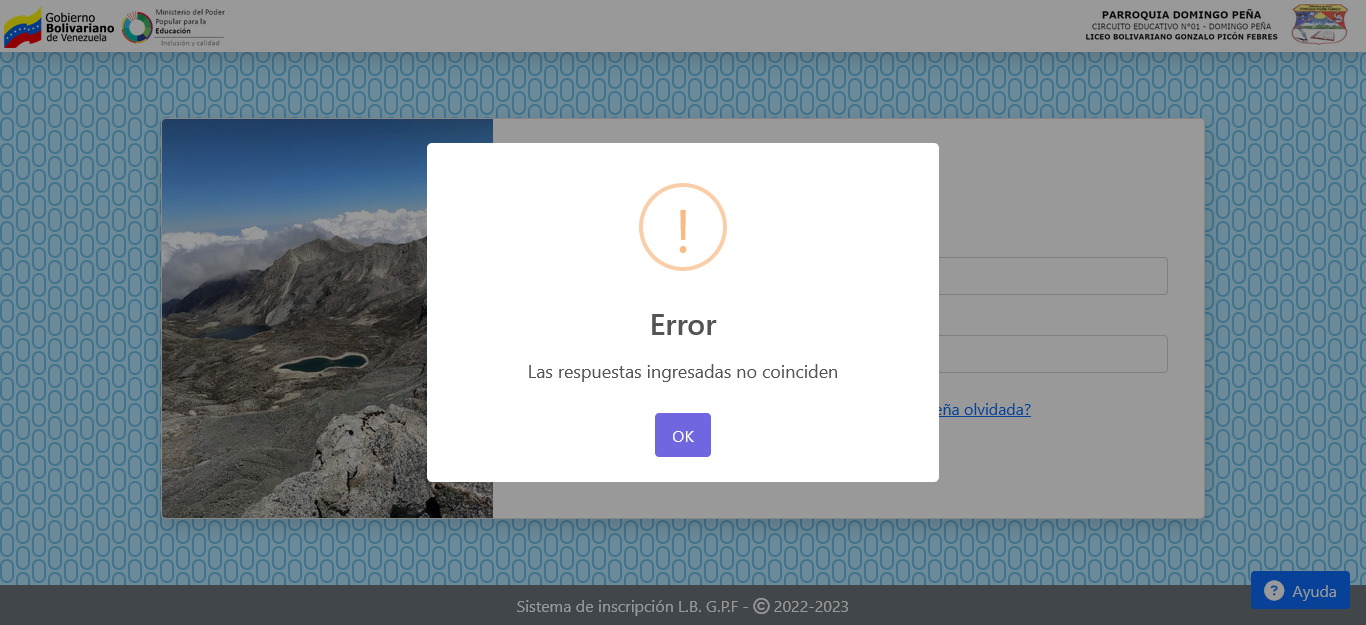 Gobierno
Bolivariano
de Venezuela
Ministerio del Poder
Popular para la
Educación
Inclusión y calidad
PARROQUIA DOMINGO PEÑA
CIRCUITO EDUCATIVO N°01 - DOMINGO PEÑA
LICEO BOLIVARIANO GONZALO PICÓN FEBRES
!
Error
Las respuestas ingresadas no coinciden
OK
eña olvidada?
? Ayuda
Sistema de inscripción L.B. G.P.F - © 2022-2023